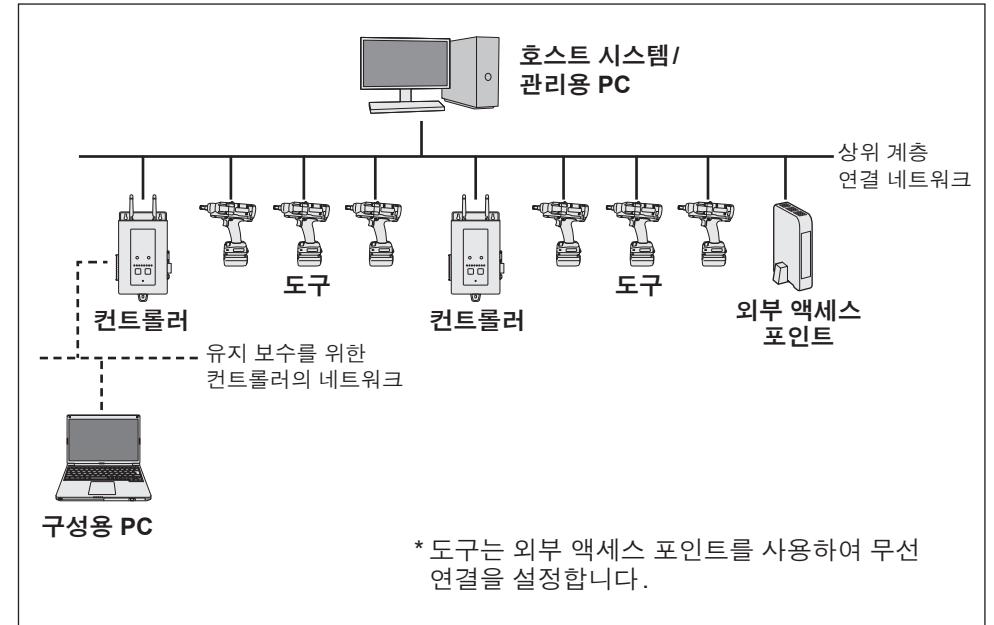 호스트 시스템/
관리용 PC
상위 계층
연결 네트워크
도구
도구
컨트롤러
컨트롤러
외부 액세스
포인트
유지 보수를 위한
컨트롤러의 네트워크
구성용 PC
* 도구는 외부 액세스 포인트를 사용하여 무선
연결을 설정합니다.